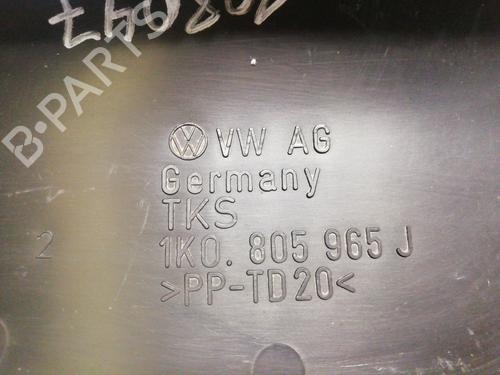 B-PARTS
VW AG
Germany
TKS
2
1K0. 805 965 J
>PP-TD20<